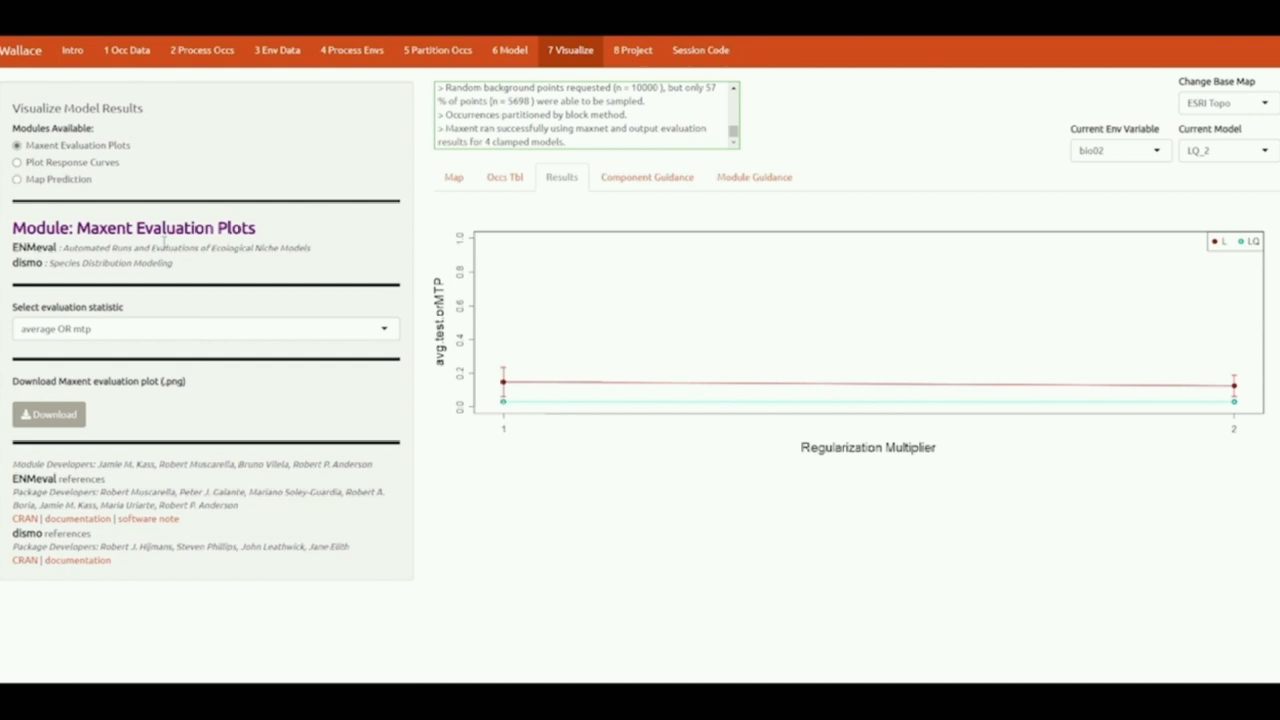 Wallace Intro 1 Occ Data 2 Process Occs 3 Env Data 4 Process Envs 5 Partition Occs 6 Model 7 Visualize 8 Project Session Code
Visualize Model Results
Modules Available:
Maxent Evaluation Plots
Plot Response Curves
Map Prediction
Module: Maxent Evaluation Plots
ENMeval : Automated Runs and Evaluations of Ecological Niche Models
dismo : Species Distribution Modeling
Select evaluation statistic
average OR mtp
Download Maxent evaluation plot (.png)
Download
Module Developers: Jamie M. Kass, Robert Muscarella, Bruno Vilela, Robert P. Anderson
ENMeval references
Package Developers: Robert Muscarella, Peter J. Galante, Mariano Soley-Guardia, Robert A.
Boria, Jamie M. Kass, Maria Uriarte, Robert P. Anderson
CRAN | documentation | software note
dismo references
Package Developers: Robert J. Hijmans, Steven Phillips, John Leathwick, Jane Elith
CRAN | documentation
> Random background points requested (n = 10000 ), but only 57
% of points (n = 5698 ) were able to be sampled.
> Occurrences partitioned by block method.
> Maxent ran successfully using maxnet and output evaluation
results for 4 clamped models.
Change Base Map
ESRI Topo
Current Env Variable Current Model
bio02 LQ_2
Map Occs Tbl Results Component Guidance Module Guidance
L LQ
avg.test.orMTP
1.0
0.8
0.6
0.4
0.2
0.0
1 2
Regularization Multiplier